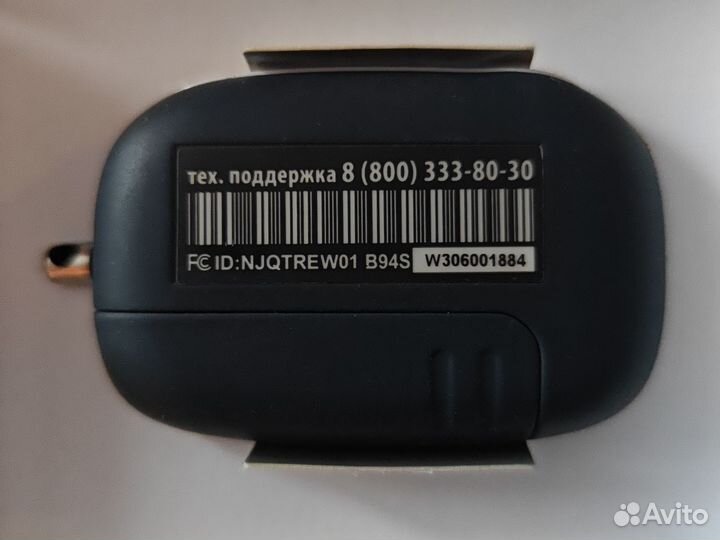 тех. поддержка 8 (800) 333-80-30
FC ID:NJQTREW01 B94S W306001884
Avito